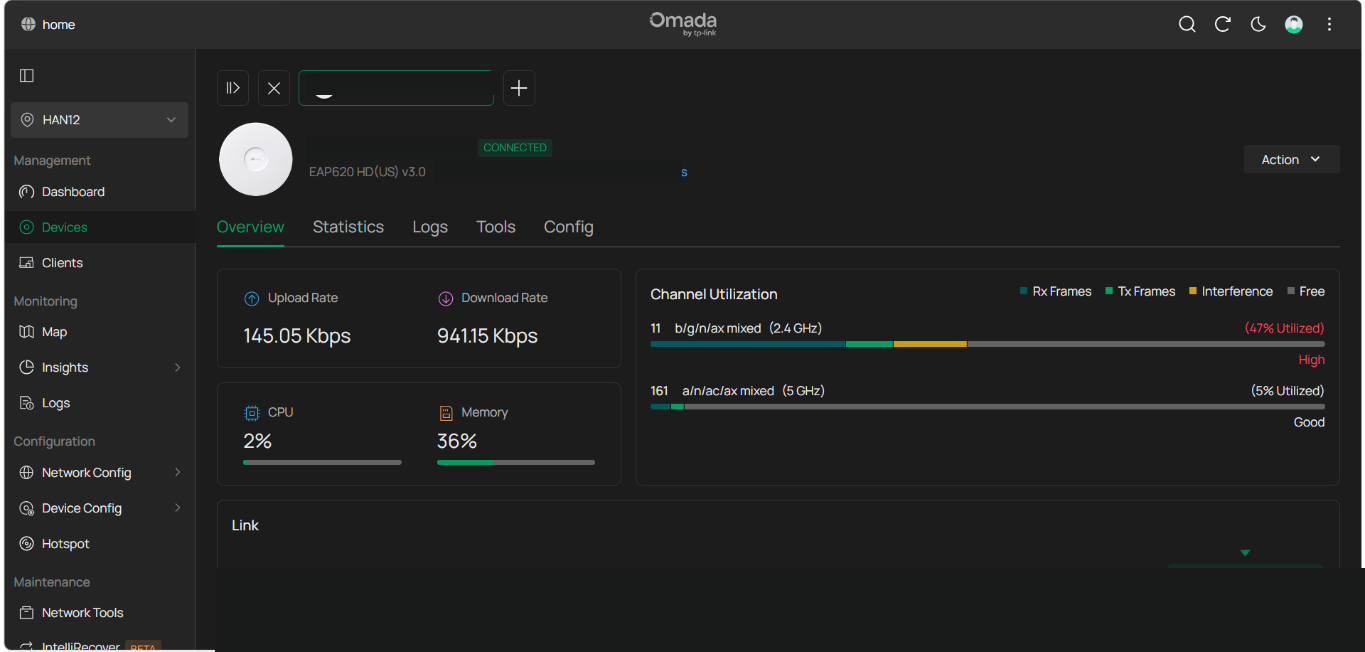 home
Omada
by tp-link
HAN12
Management
Dashboard
Devices
Clients
Monitoring
Map
Insights
Logs
Configuration
Network Config
Device Config
Hotspot
Maintenance
Network Tools
IntelliRecover BETA
CONNECTED
EAP620 HD(US) v3.0
s
Action
Overview Statistics Logs Tools Config
Upload Rate
145.05 Kbps
Download Rate
941.15 Kbps
CPU
2%
Memory
36%
Channel Utilization
Rx Frames Tx Frames Interference Free
11 b/g/n/ax mixed (2.4 GHz) (47% Utilized)
High
161 a/n/ac/ax mixed (5 GHz) (5% Utilized)
Good
Link